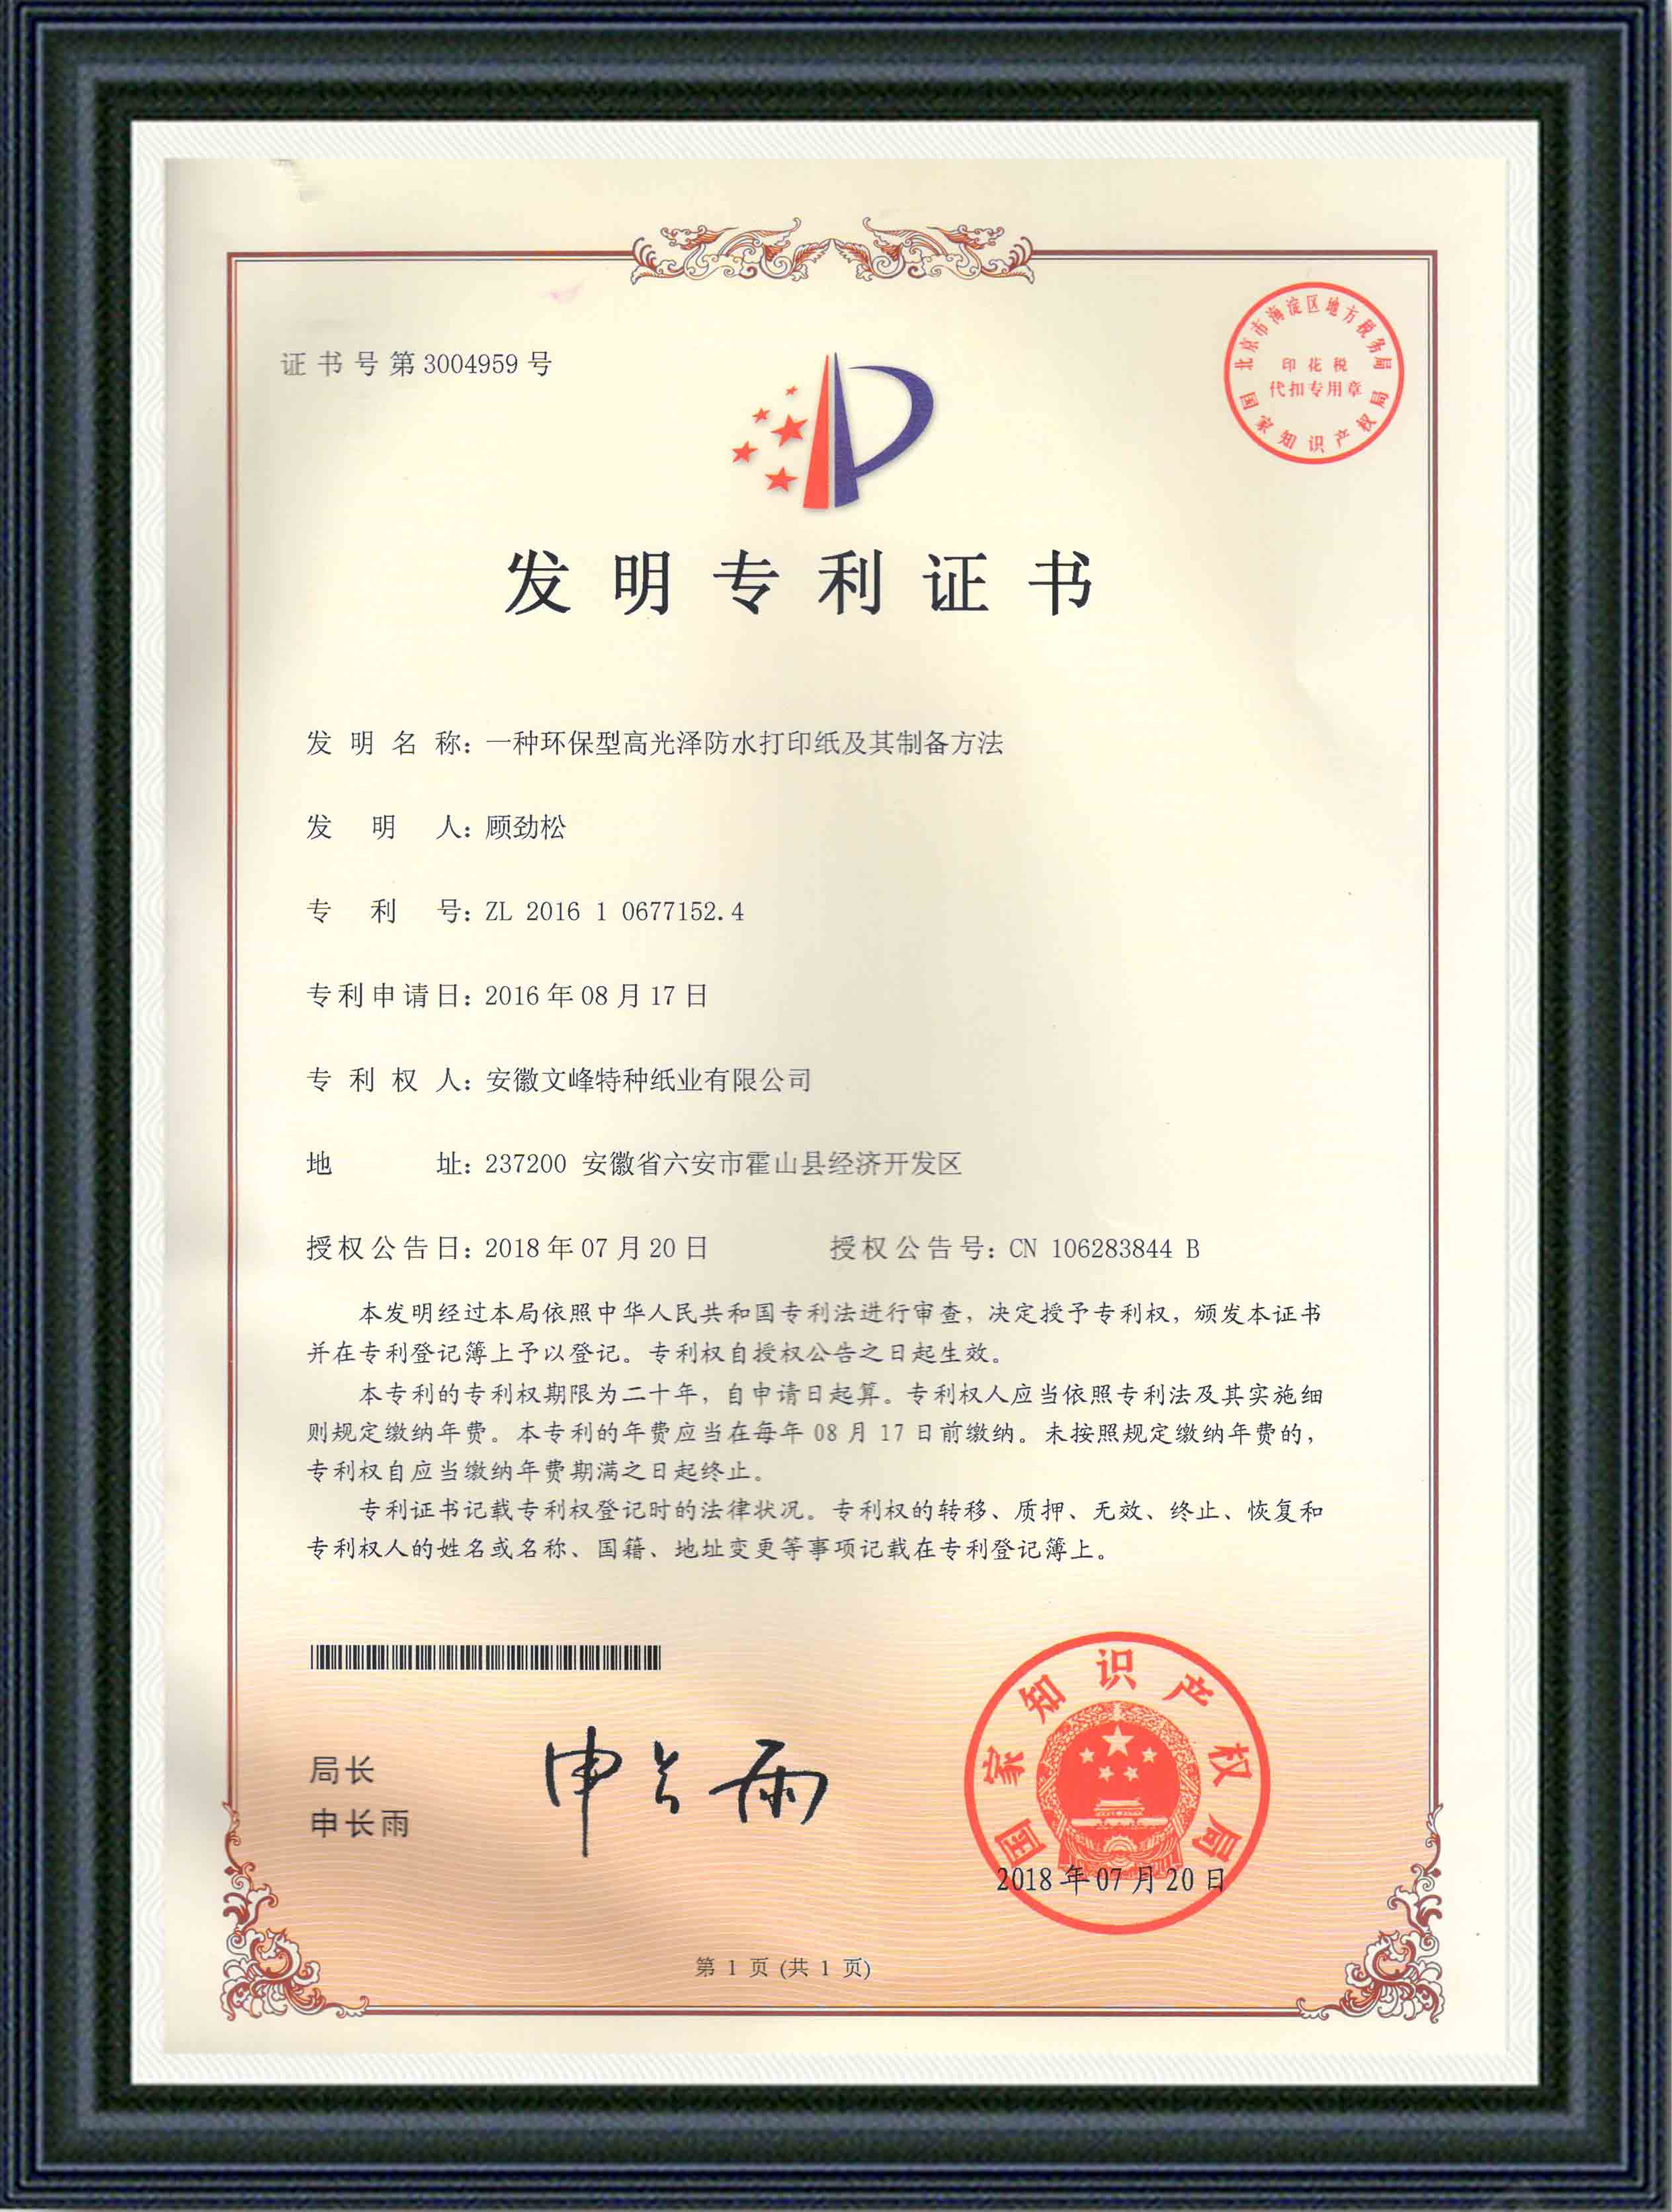 证书号第3004959号
北京市海淀区地方税务局
印花税
代扣专用章
国家知识产权局
发明专利证书
发明名称：一种环保型高光泽防水打印纸及其制备方法
发明人：顾劲松
专利号：ZL 2016 1 0677152.4
专利申请日：2016年08月17日
专利权人：安徽文峰特种纸业有限公司
地址：237200 安徽省六安市霍山县经济开发区
授权公告日：2018年07月20日 授权公告号：CN 106283844 B
本发明经过本局依照中华人民共和国专利法进行审查，决定授予专利权，颁发本证书
并在专利登记簿上予以登记。专利权自授权公告之日起生效。
本专利的专利权期限为二十年，自申请日起算。专利权人应当依照专利法及其实施细
则规定缴纳年费。本专利的年费应当在每年08月17日前缴纳。未按照规定缴纳年费的，
专利权自应当缴纳年费期满之日起终止。
专利证书记载专利权登记时的法律状况。专利权的转移、质押、无效、终止、恢复和
专利权人的姓名或名称、国籍、地址变更等事项记载在专利登记簿上。
局长
申长雨
申长雨
国家知识产权局
2018年07月20日
第1页(共1页)